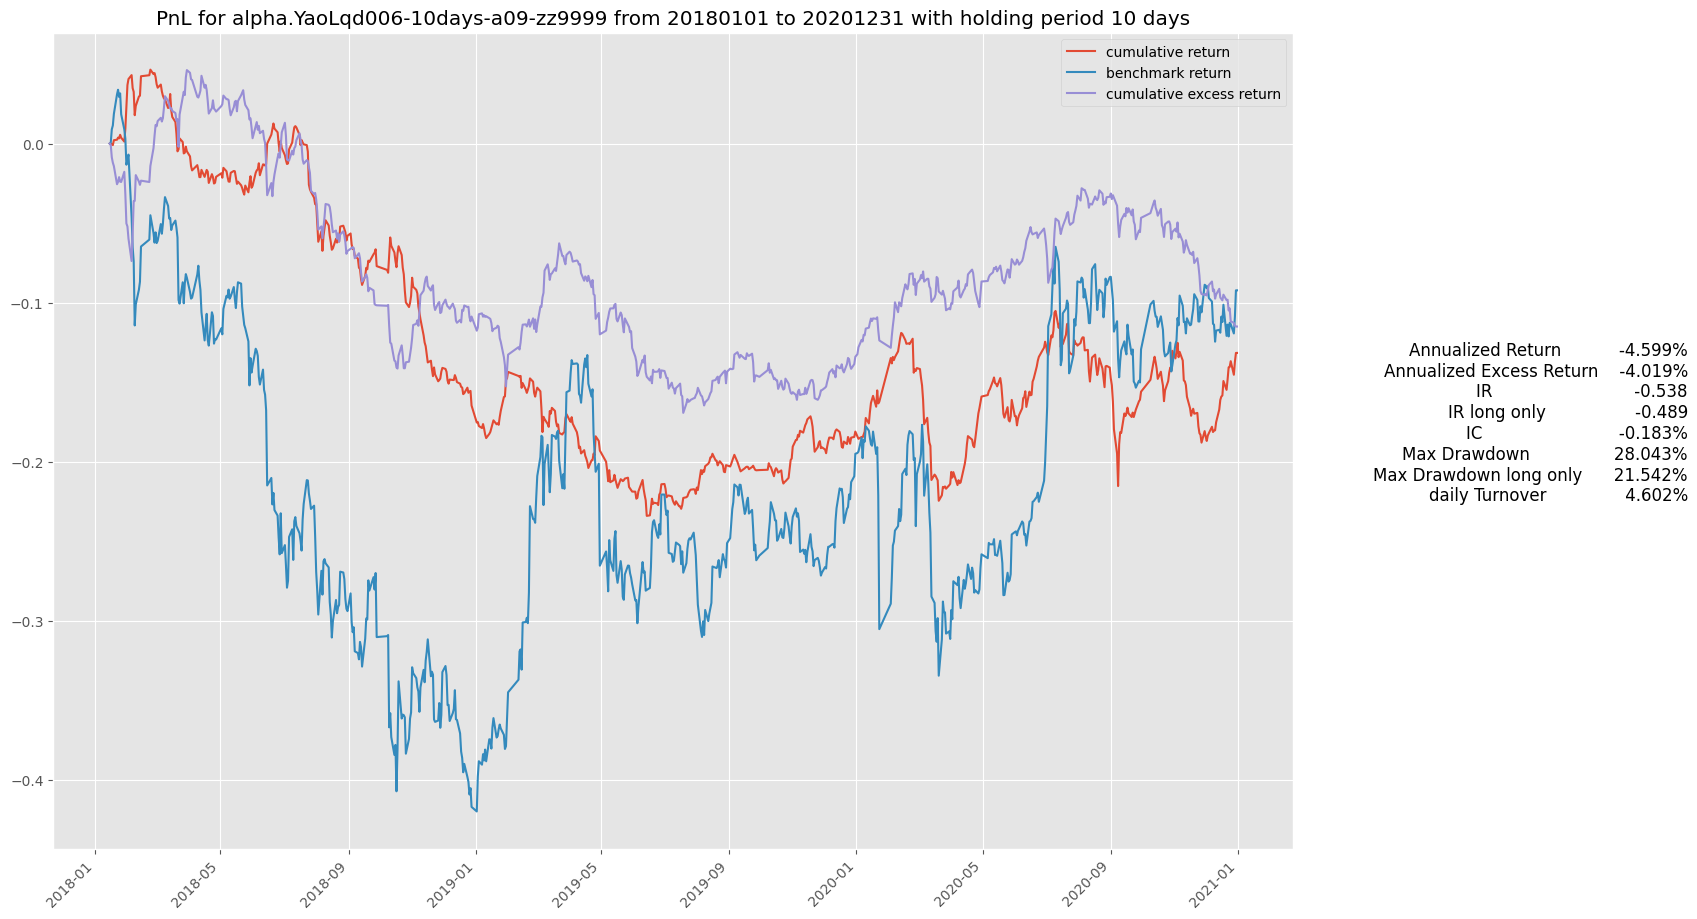 PnL for alpha.YaoLqd006-10days-a09-zz9999 from 20180101 to 20201231 with holding period 10 days
cumulative return
benchmark return
cumulative excess return
0.0
−0.1
−0.2
−0.3
−0.4
2018-01
2018-05
2018-09
2019-01
2019-05
2019-09
2020-01
2020-05
2020-09
2021-01
Annualized Return -4.599%
Annualized Excess Return -4.019%
IR -0.538
IR long only -0.489
IC -0.183%
Max Drawdown 28.043%
Max Drawdown long only 21.542%
daily Turnover 4.602%